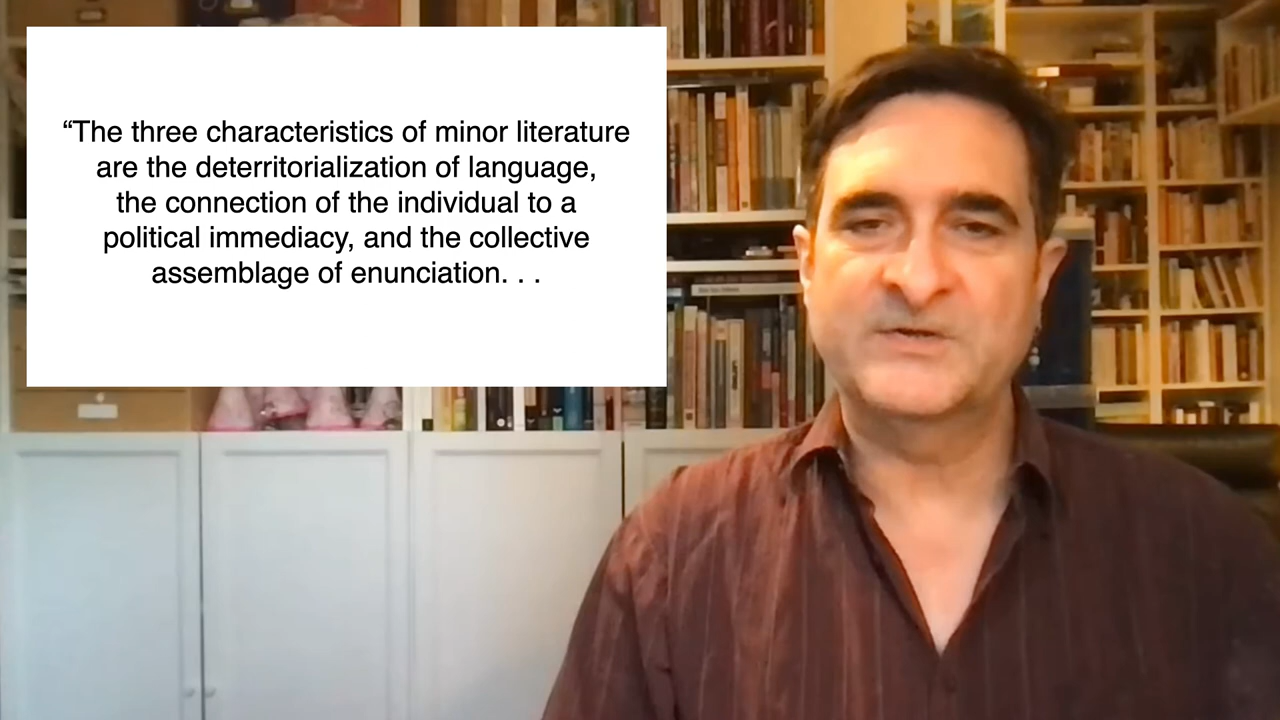 “The three characteristics of minor literature
are the deterritorialization of language,
the connection of the individual to a
political immediacy, and the collective
assemblage of enunciation. . .